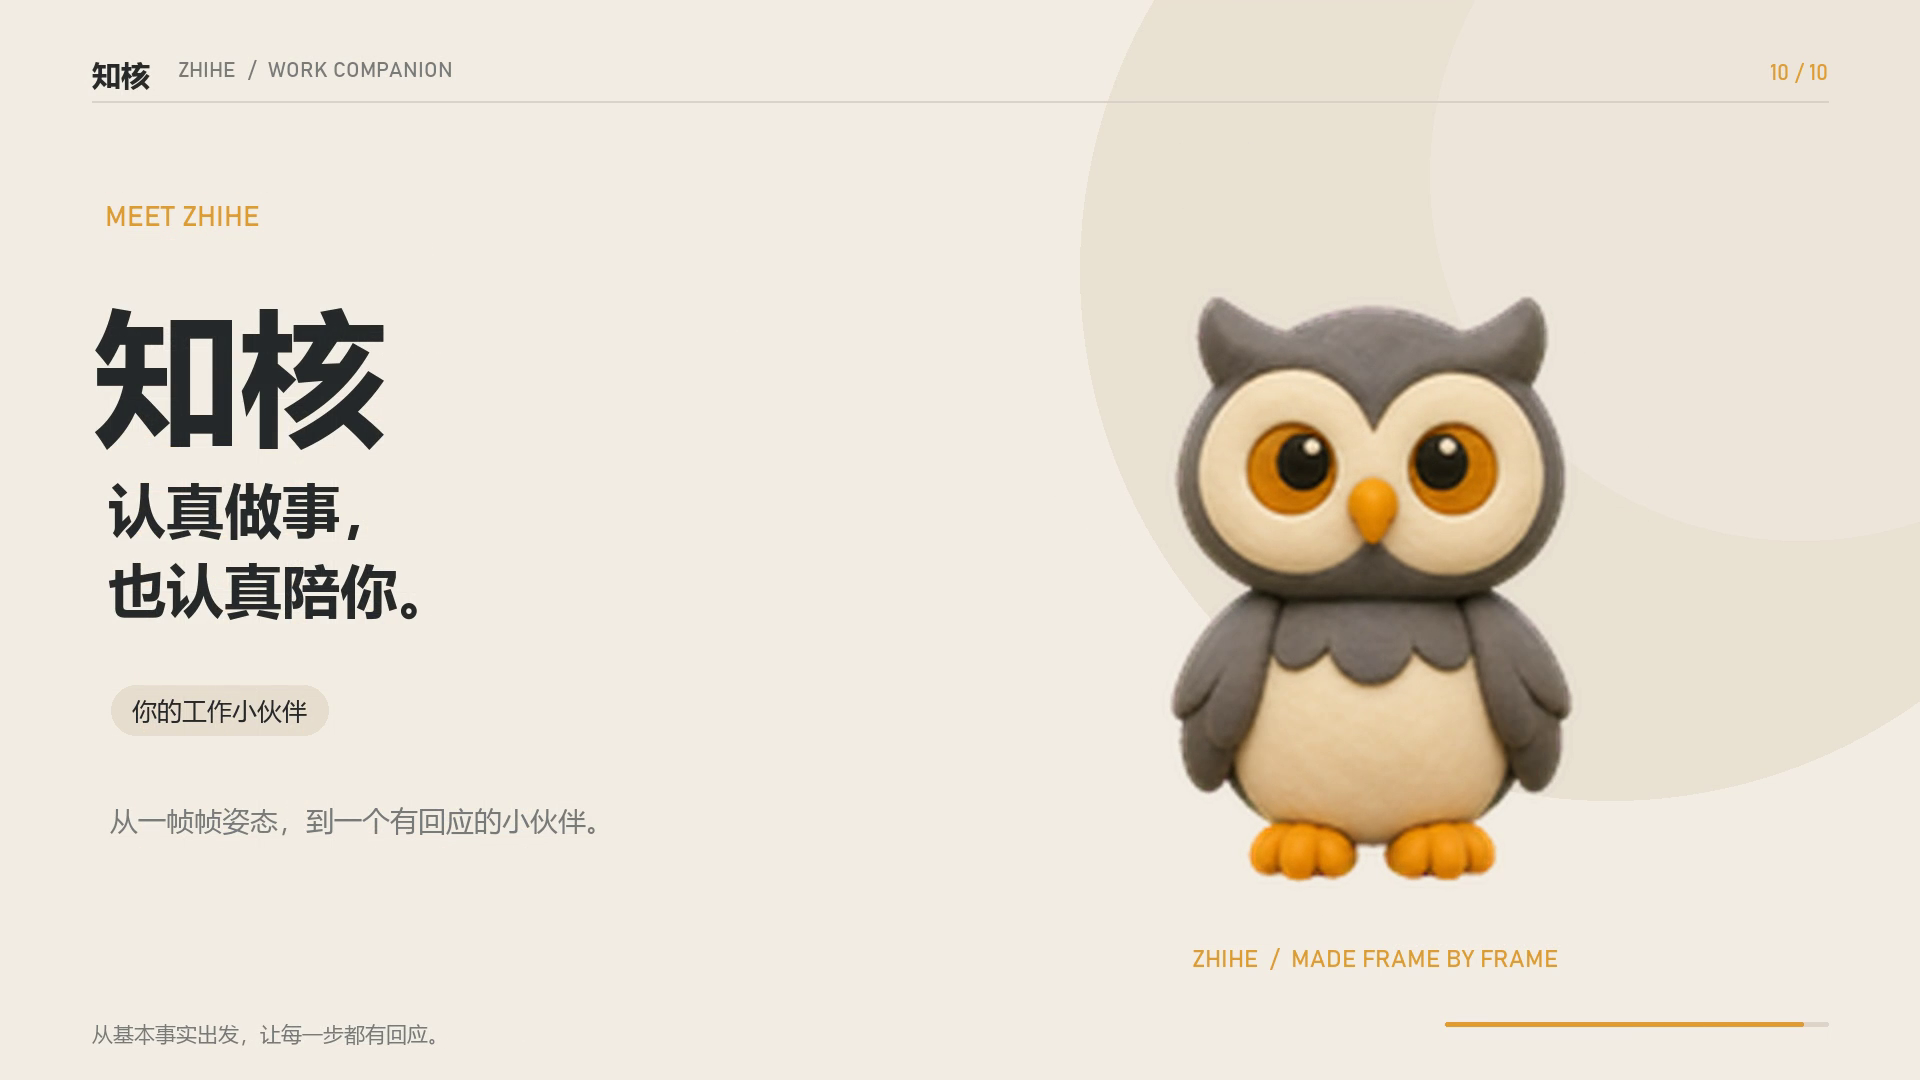 知核 ZHIHE / WORK COMPANION
10 / 10
MEET ZHIHE
知核
认真做事，
也认真陪你。
你的工作小伙伴
从一帧帧姿态，到一个有回应的小伙伴。
ZHIHE / MADE FRAME BY FRAME
从基本事实出发，让每一步都有回应。